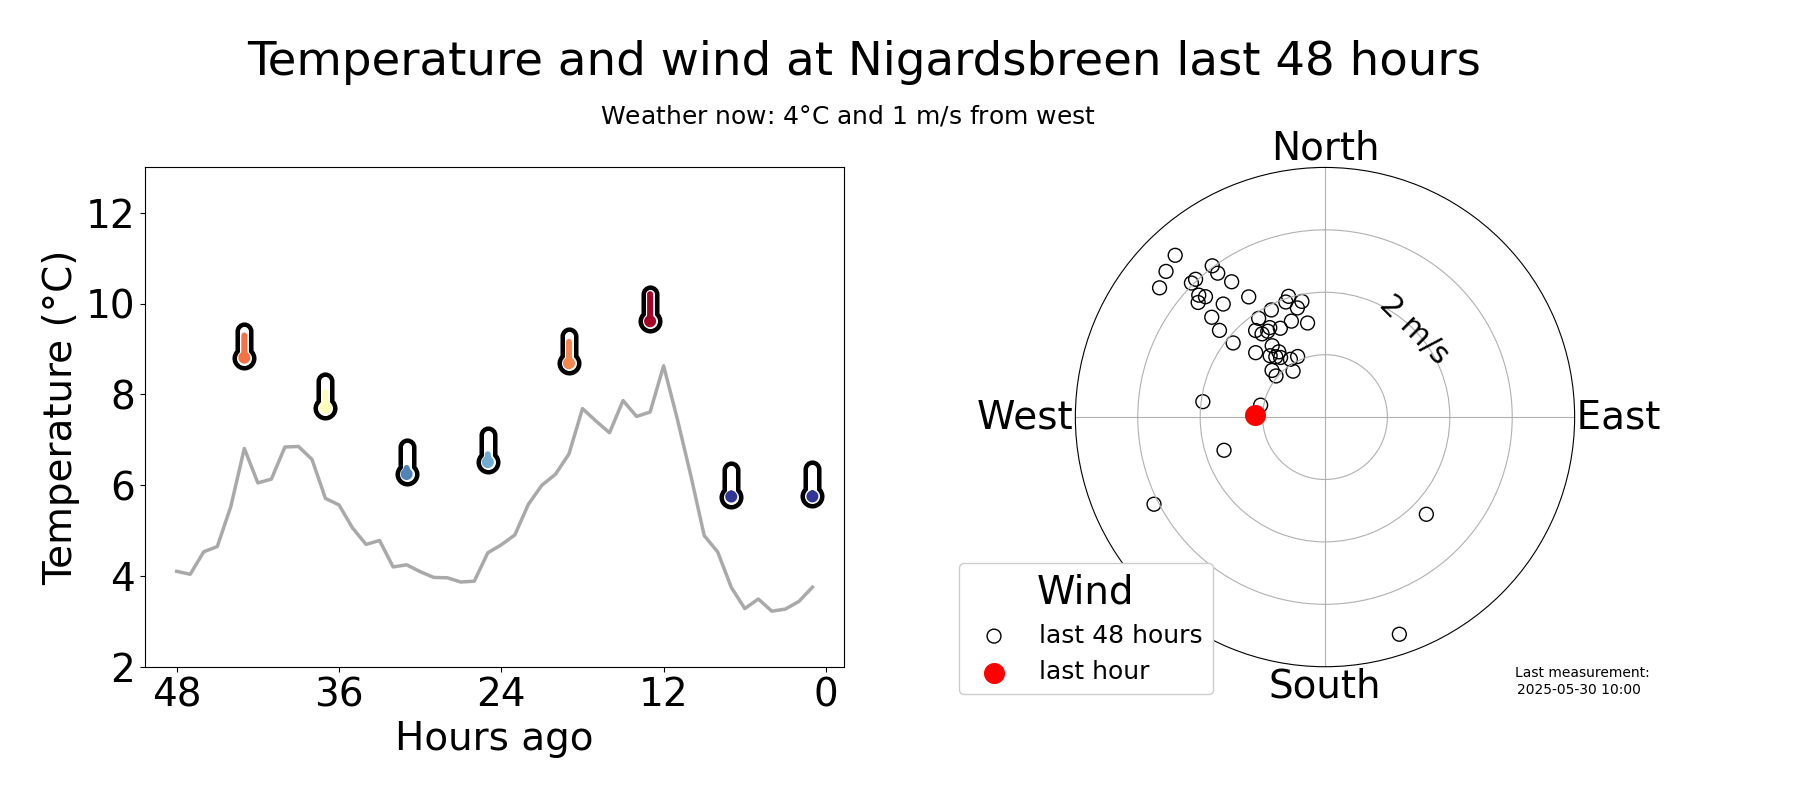 Temperature and wind at Nigardsbreen last 48 hours
Weather now: 4°C and 1 m/s from west
Temperature (°C)
12
10
8
6
4
2
48 36 24 12 0
Hours ago
North
West
East
South
2 m/s
Wind
last 48 hours
last hour
Last measurement:
2025-05-30 10:00